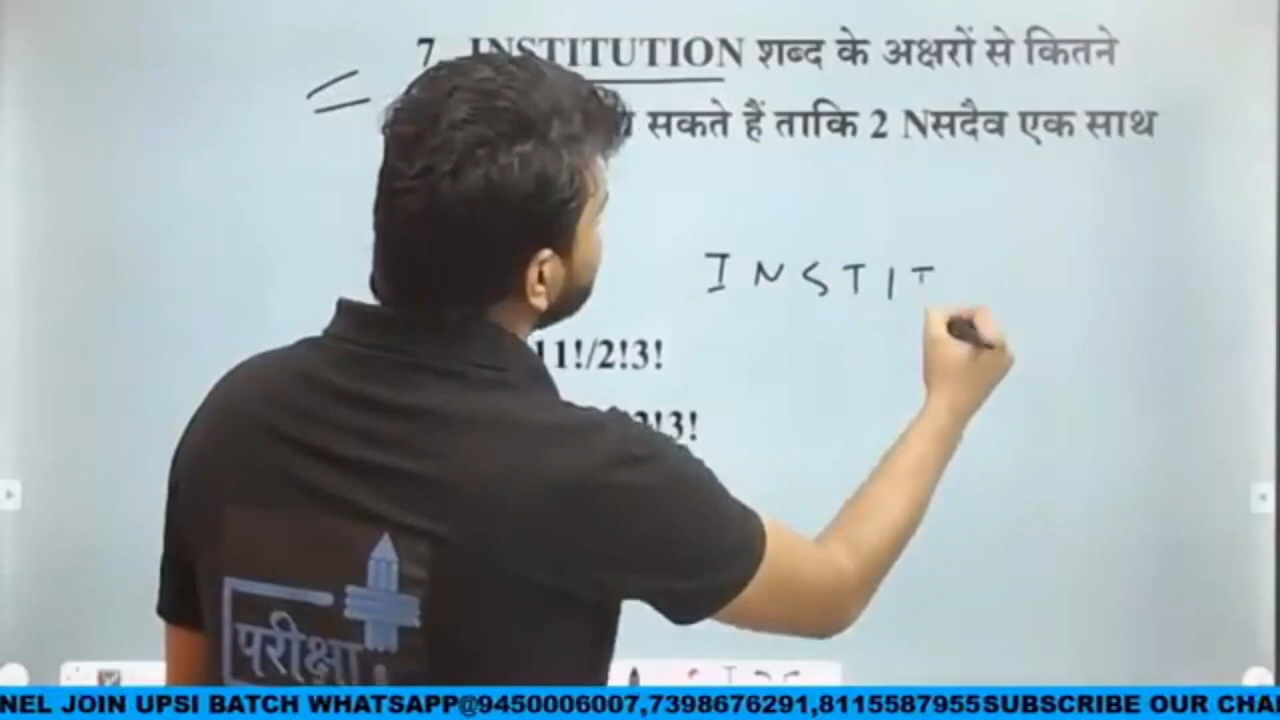 7 INSTITUTION शब्द के अक्षरों से कितने
सकते हैं ताकि 2 Nसदैव एक साथ
INSTIT
11!/2!3!
2!3!
परीक्षा
NEL JOIN UPSI BATCH WHATSAPP@9450006007,7398676291,8115587955SUBSCRIBE OUR CHA